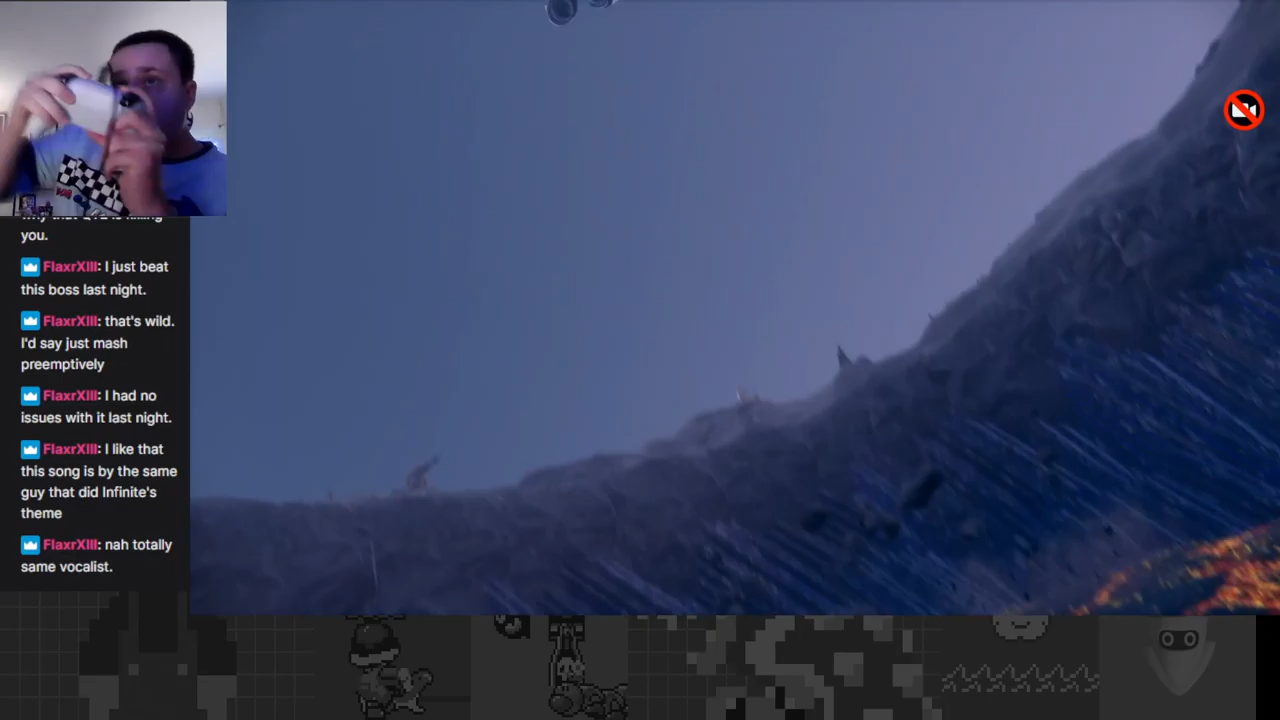 you.
FlaxrXIII: I just beat
this boss last night.
FlaxrXIII: that's wild.
I'd say just mash
preemptively
FlaxrXIII: I had no
issues with it last night.
FlaxrXIII: I like that
this song is by the same
guy that did Infinite's
theme
FlaxrXIII: nah totally
same vocalist.